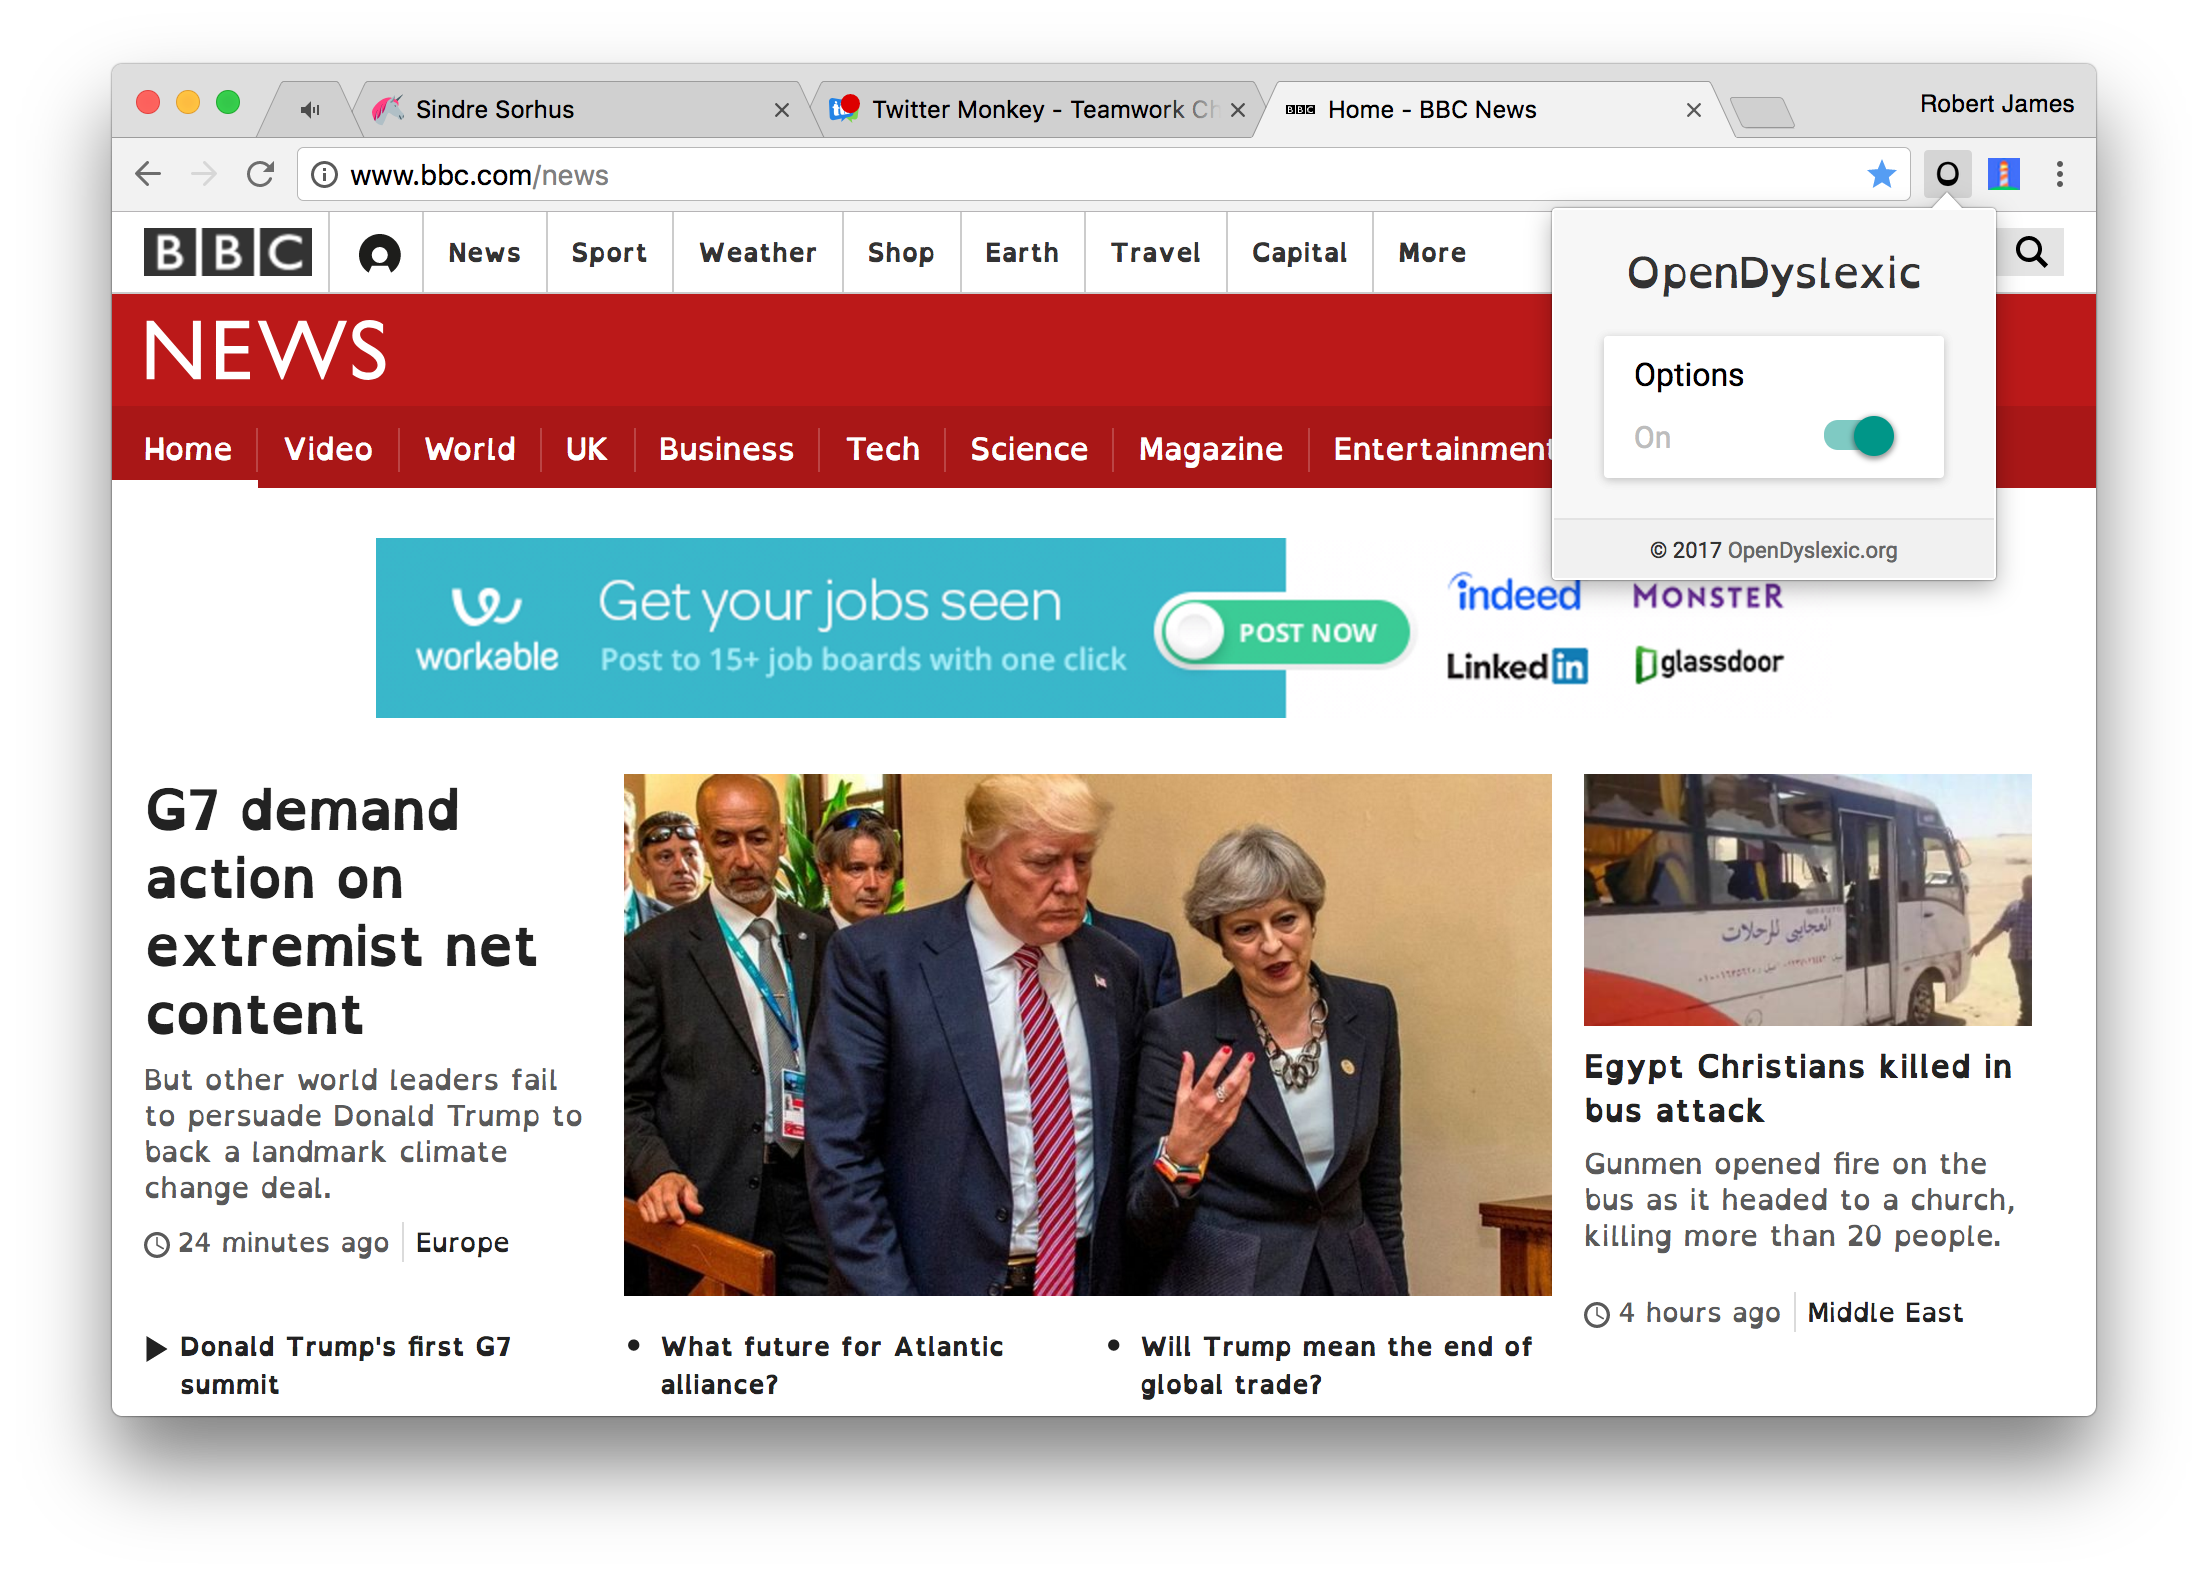 Sindre Sorhus
Twitter Monkey - Teamwork Ch
BBC Home - BBC News
Robert James
www.bbc.com/news
O
BBC
News
Sport
Weather
Shop
Earth
Travel
Capital
More
OpenDyslexic
Options
On
© 2017 OpenDyslexic.org
NEWS
Home
Video
World
UK
Business
Tech
Science
Magazine
Entertainment
workable
Get your jobs seen
Post to 15+ job boards with one click
POST NOW
indeed
MONSTER
Linked in
glassdoor
G7 demand
action on
extremist net
content
But other world leaders fail
to persuade Donald Trump to
back a landmark climate
change deal.
24 minutes ago
Europe
العجايبى للرحلات
Egypt Christians killed in
bus attack
Gunmen opened fire on the
bus as it headed to a church,
killing more than 20 people.
4 hours ago
Middle East
Donald Trump's first G7
summit
What future for Atlantic
alliance?
Will Trump mean the end of
global trade?